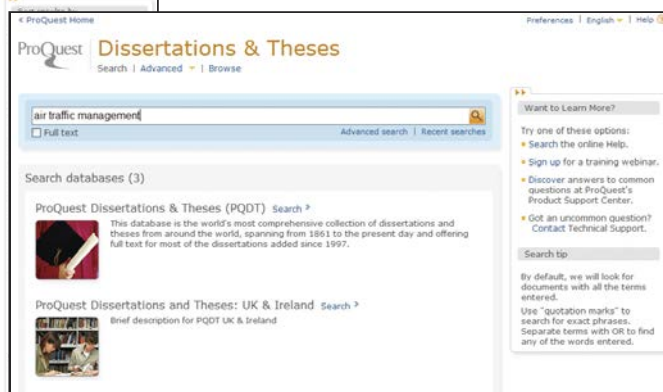 < ProQuest Home
Preferences | English | Help
ProQuest
Dissertations & Theses
Search | Advanced | Browse
air traffic management
Full text
Advanced search | Recent searches
Search databases (3)
ProQuest Dissertations & Theses (PQDT) Search >
This database is the world's most comprehensive collection of dissertations and
theses from around the world, spanning from 1861 to the present day and offering
full text for most of the dissertations added since 1997.
ProQuest Dissertations and Theses: UK & Ireland Search >
Brief description for PQDT UK & Ireland
Want to Learn More?
Try one of these options:
Search the online Help.
Sign up for a training webinar.
Discover answers to common
questions at ProQuest's
Product Support Center.
Got an uncommon question?
Contact Technical Support.
Search tip
By default, we will look for
documents with all the terms
entered.
Use "quotation marks" to
search for exact phrases.
Separate terms with OR to find
any of the words entered.